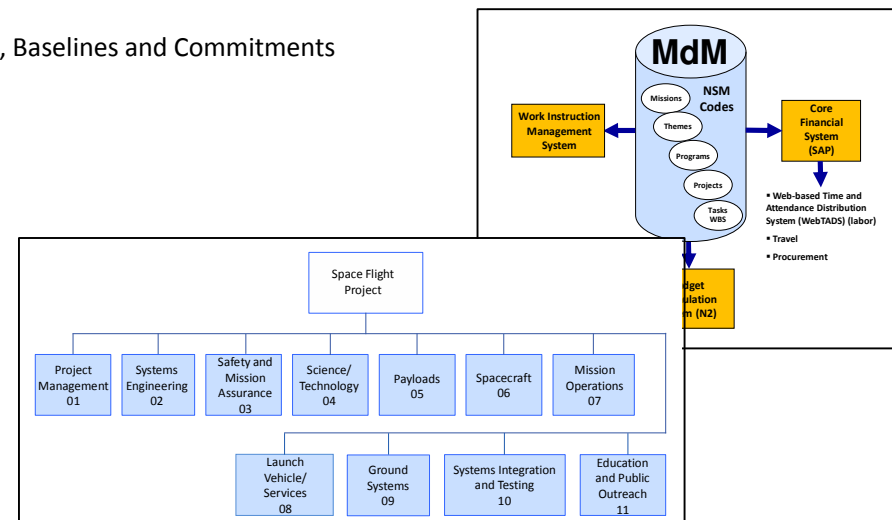 , Baselines and Commitments
MdM
NSM
Codes
Missions
Themes
Programs
Projects
Tasks
WBS
Work Instruction
Management
System
Core
Financial
System
(SAP)
▪ Web-based Time and
Attendance Distribution
System (WebTADS) (labor)
▪ Travel
▪ Procurement
(N2)
Space Flight
Project
Project
Management
01
Systems
Engineering
02
Safety and
Mission
Assurance
03
Science/
Technology
04
Payloads
05
Spacecraft
06
Mission
Operations
07
Launch
Vehicle/
Services
08
Ground
Systems
09
Systems Integration
and Testing
10
Education
and Public
Outreach
11